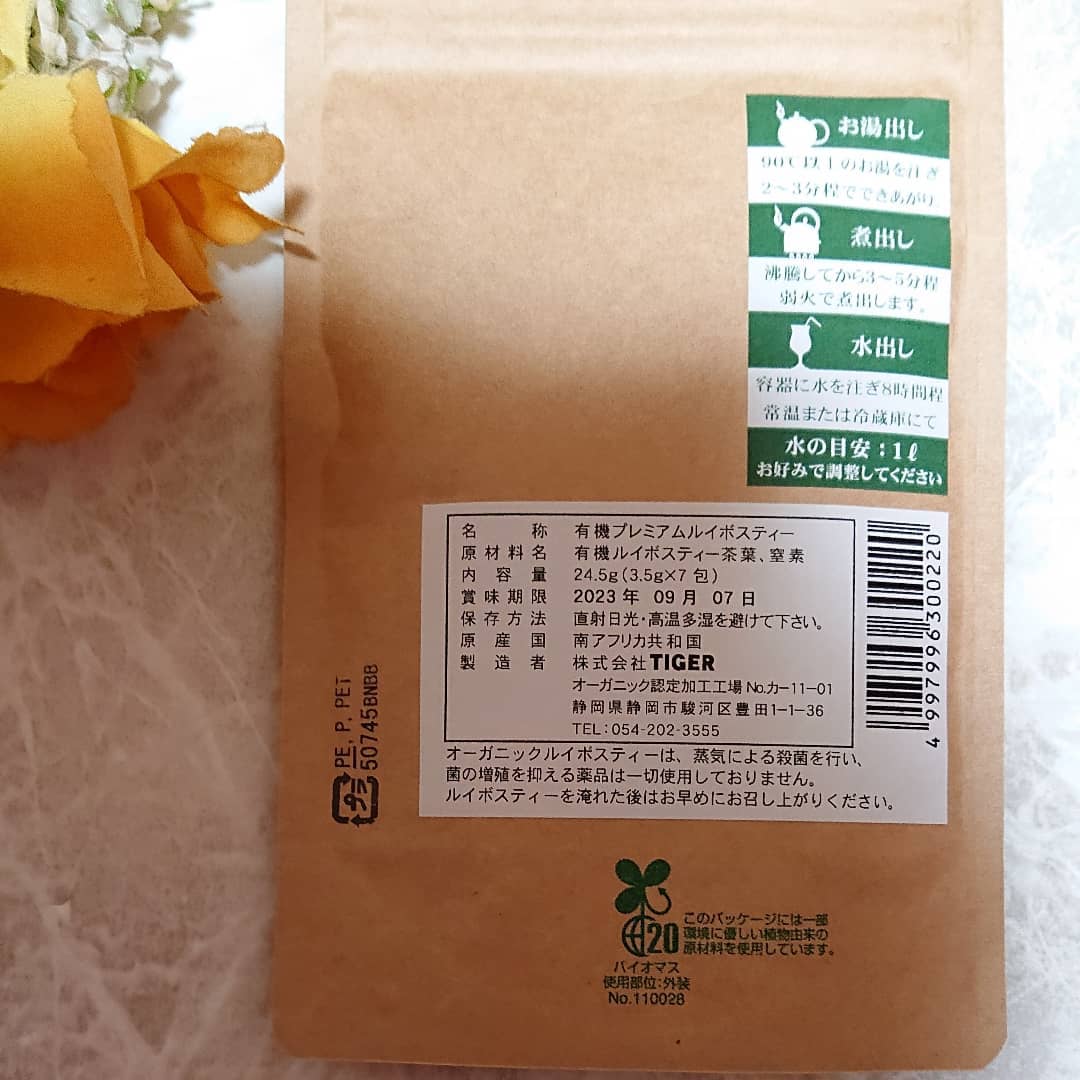 お湯出し
90℃以上のお湯を注ぎ
2〜3分程でできあがり。
煮出し
沸騰してから3〜5分程
弱火で煮出します。
水出し
容器に水を注ぎ8時間程
常温または冷蔵庫にて
水の目安：1ℓ
お好みで調整してください
名称 有機プレミアムルイボスティー
原材料名 有機ルイボスティー茶葉、窒素
内容量 24.5g（3.5g×7包）
賞味期限 2023年 09月 07日
保存方法 直射日光・高温多湿を避けて下さい。
原産国 南アフリカ共和国
製造者 株式会社TIGER
オーガニック認定加工工場No.カー11-01
静岡県静岡市駿河区豊田1-1-36
TEL：054-202-3555
4997996300220
オーガニックルイボスティーは、蒸気による殺菌を行い、
菌の増殖を抑える薬品は一切使用しておりません。
ルイボスティーを淹れた後はお早めにお召し上がりください。
プラ
PE, P, PET
50745BNBB
20
このパッケージには一部
環境に優しい植物由来の
原材料を使用しています。
バイオマス
使用部位：外装
No.110028